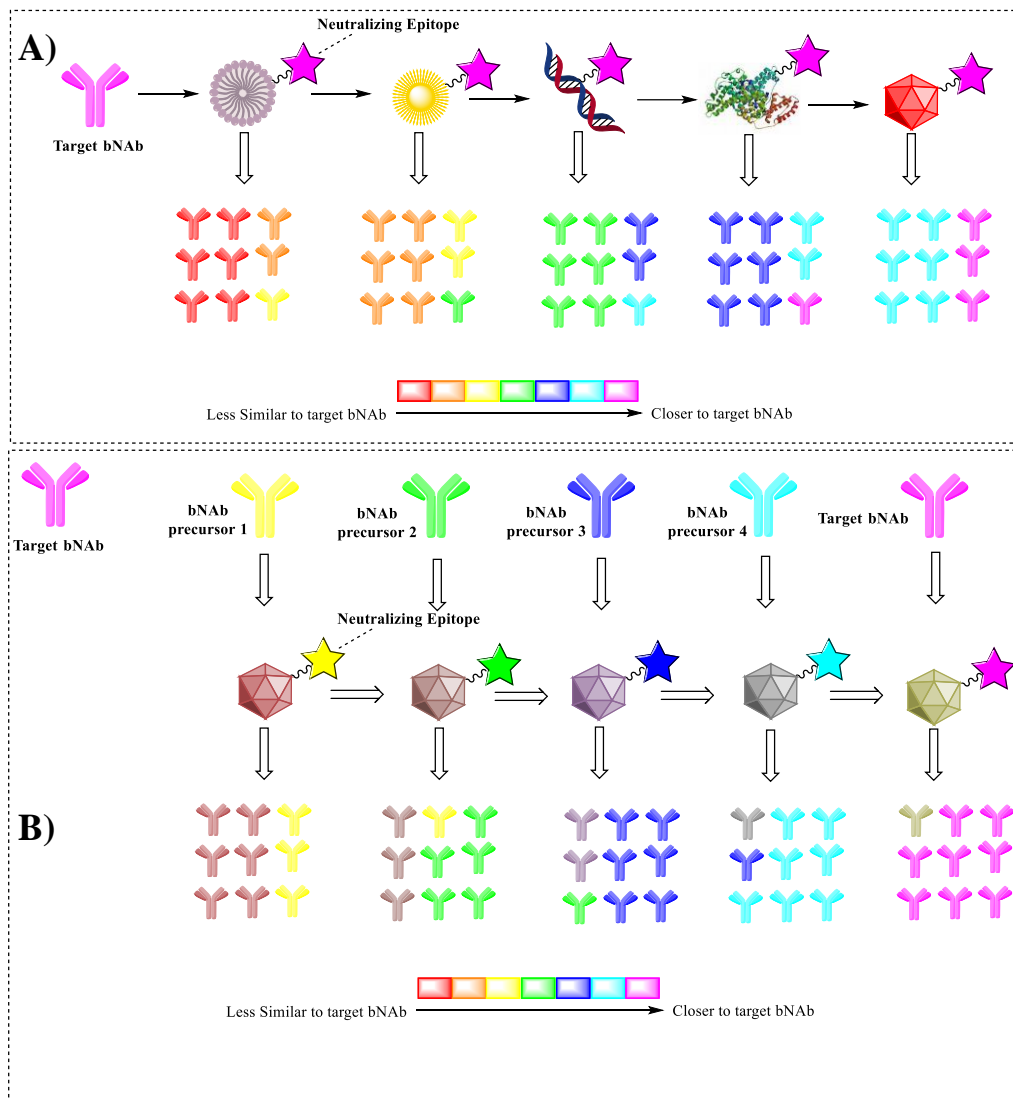 A)
Neutralizing Epitope
Target bNAb
Less Similar to target bNAb
Closer to target bNAb
Target bNAb
bNAb
precursor 1
bNAb
precursor 2
bNAb
precursor 3
bNAb
precursor 4
Target bNAb
Neutralizing Epitope
B)
Less Similar to target bNAb
Closer to target bNAb